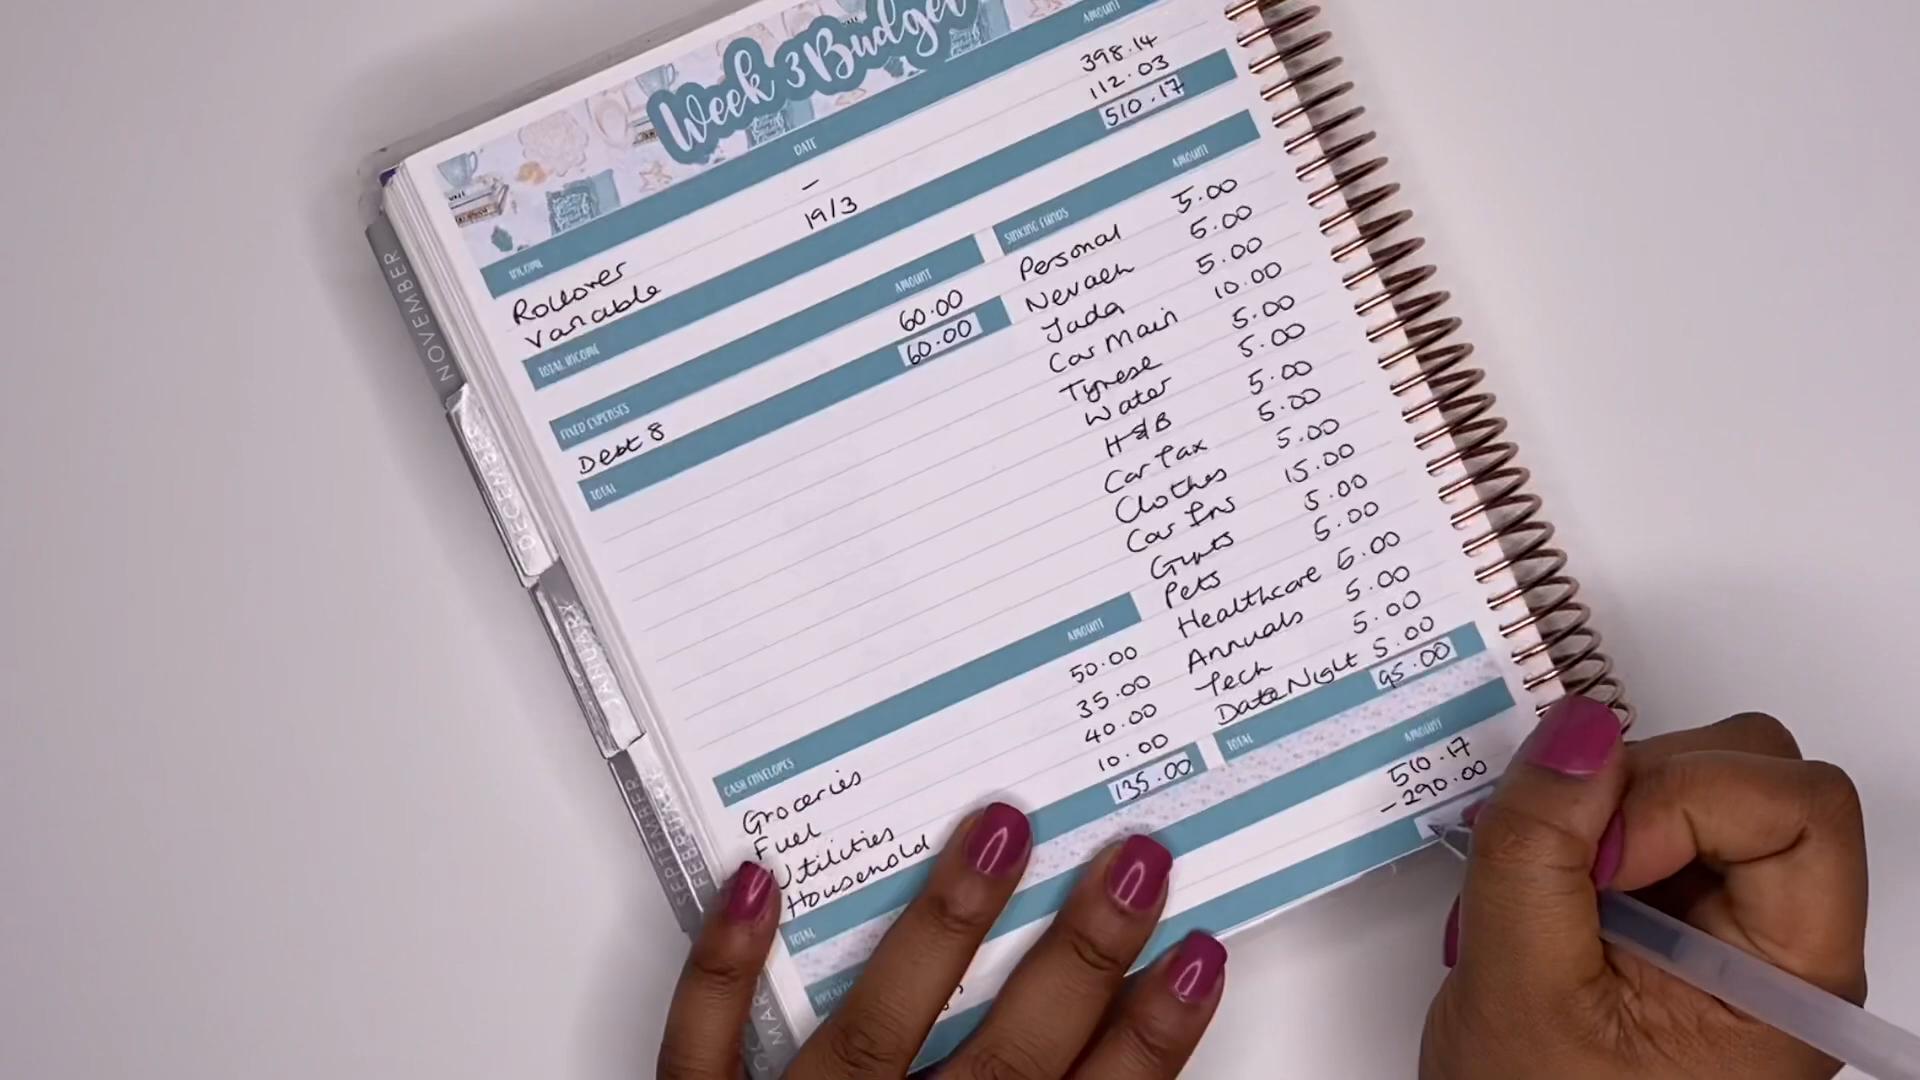 Week 3 Budget
INCOME DATE AMOUNT
Rollover – 398.14
Variable 19/3 112.03
TOTAL INCOME 510.17
FIXED EXPENSES AMOUNT
Debt 8 60.00
TOTAL 60.00
SINKING FUNDS AMOUNT
Personal 5.00
Nevaeh 5.00
Jada 5.00
Car Main 10.00
Tyrese 5.00
Water 5.00
H&B 5.00
Car Tax 5.00
Clothes 5.00
Car Ins 15.00
Gifts 5.00
Pets 5.00
Healthcare 5.00
Annuals 5.00
Tech 5.00
Date Night 5.00
TOTAL 95.00
CASH ENVELOPES AMOUNT
Groceries 50.00
Fuel 35.00
Utilities 40.00
Household 10.00
TOTAL 135.00
AMOUNT
510.17
-290.00
NOVEMBER
DECEMBER
JANUARY
SEPTEMBER
FEBRUARY
MAR